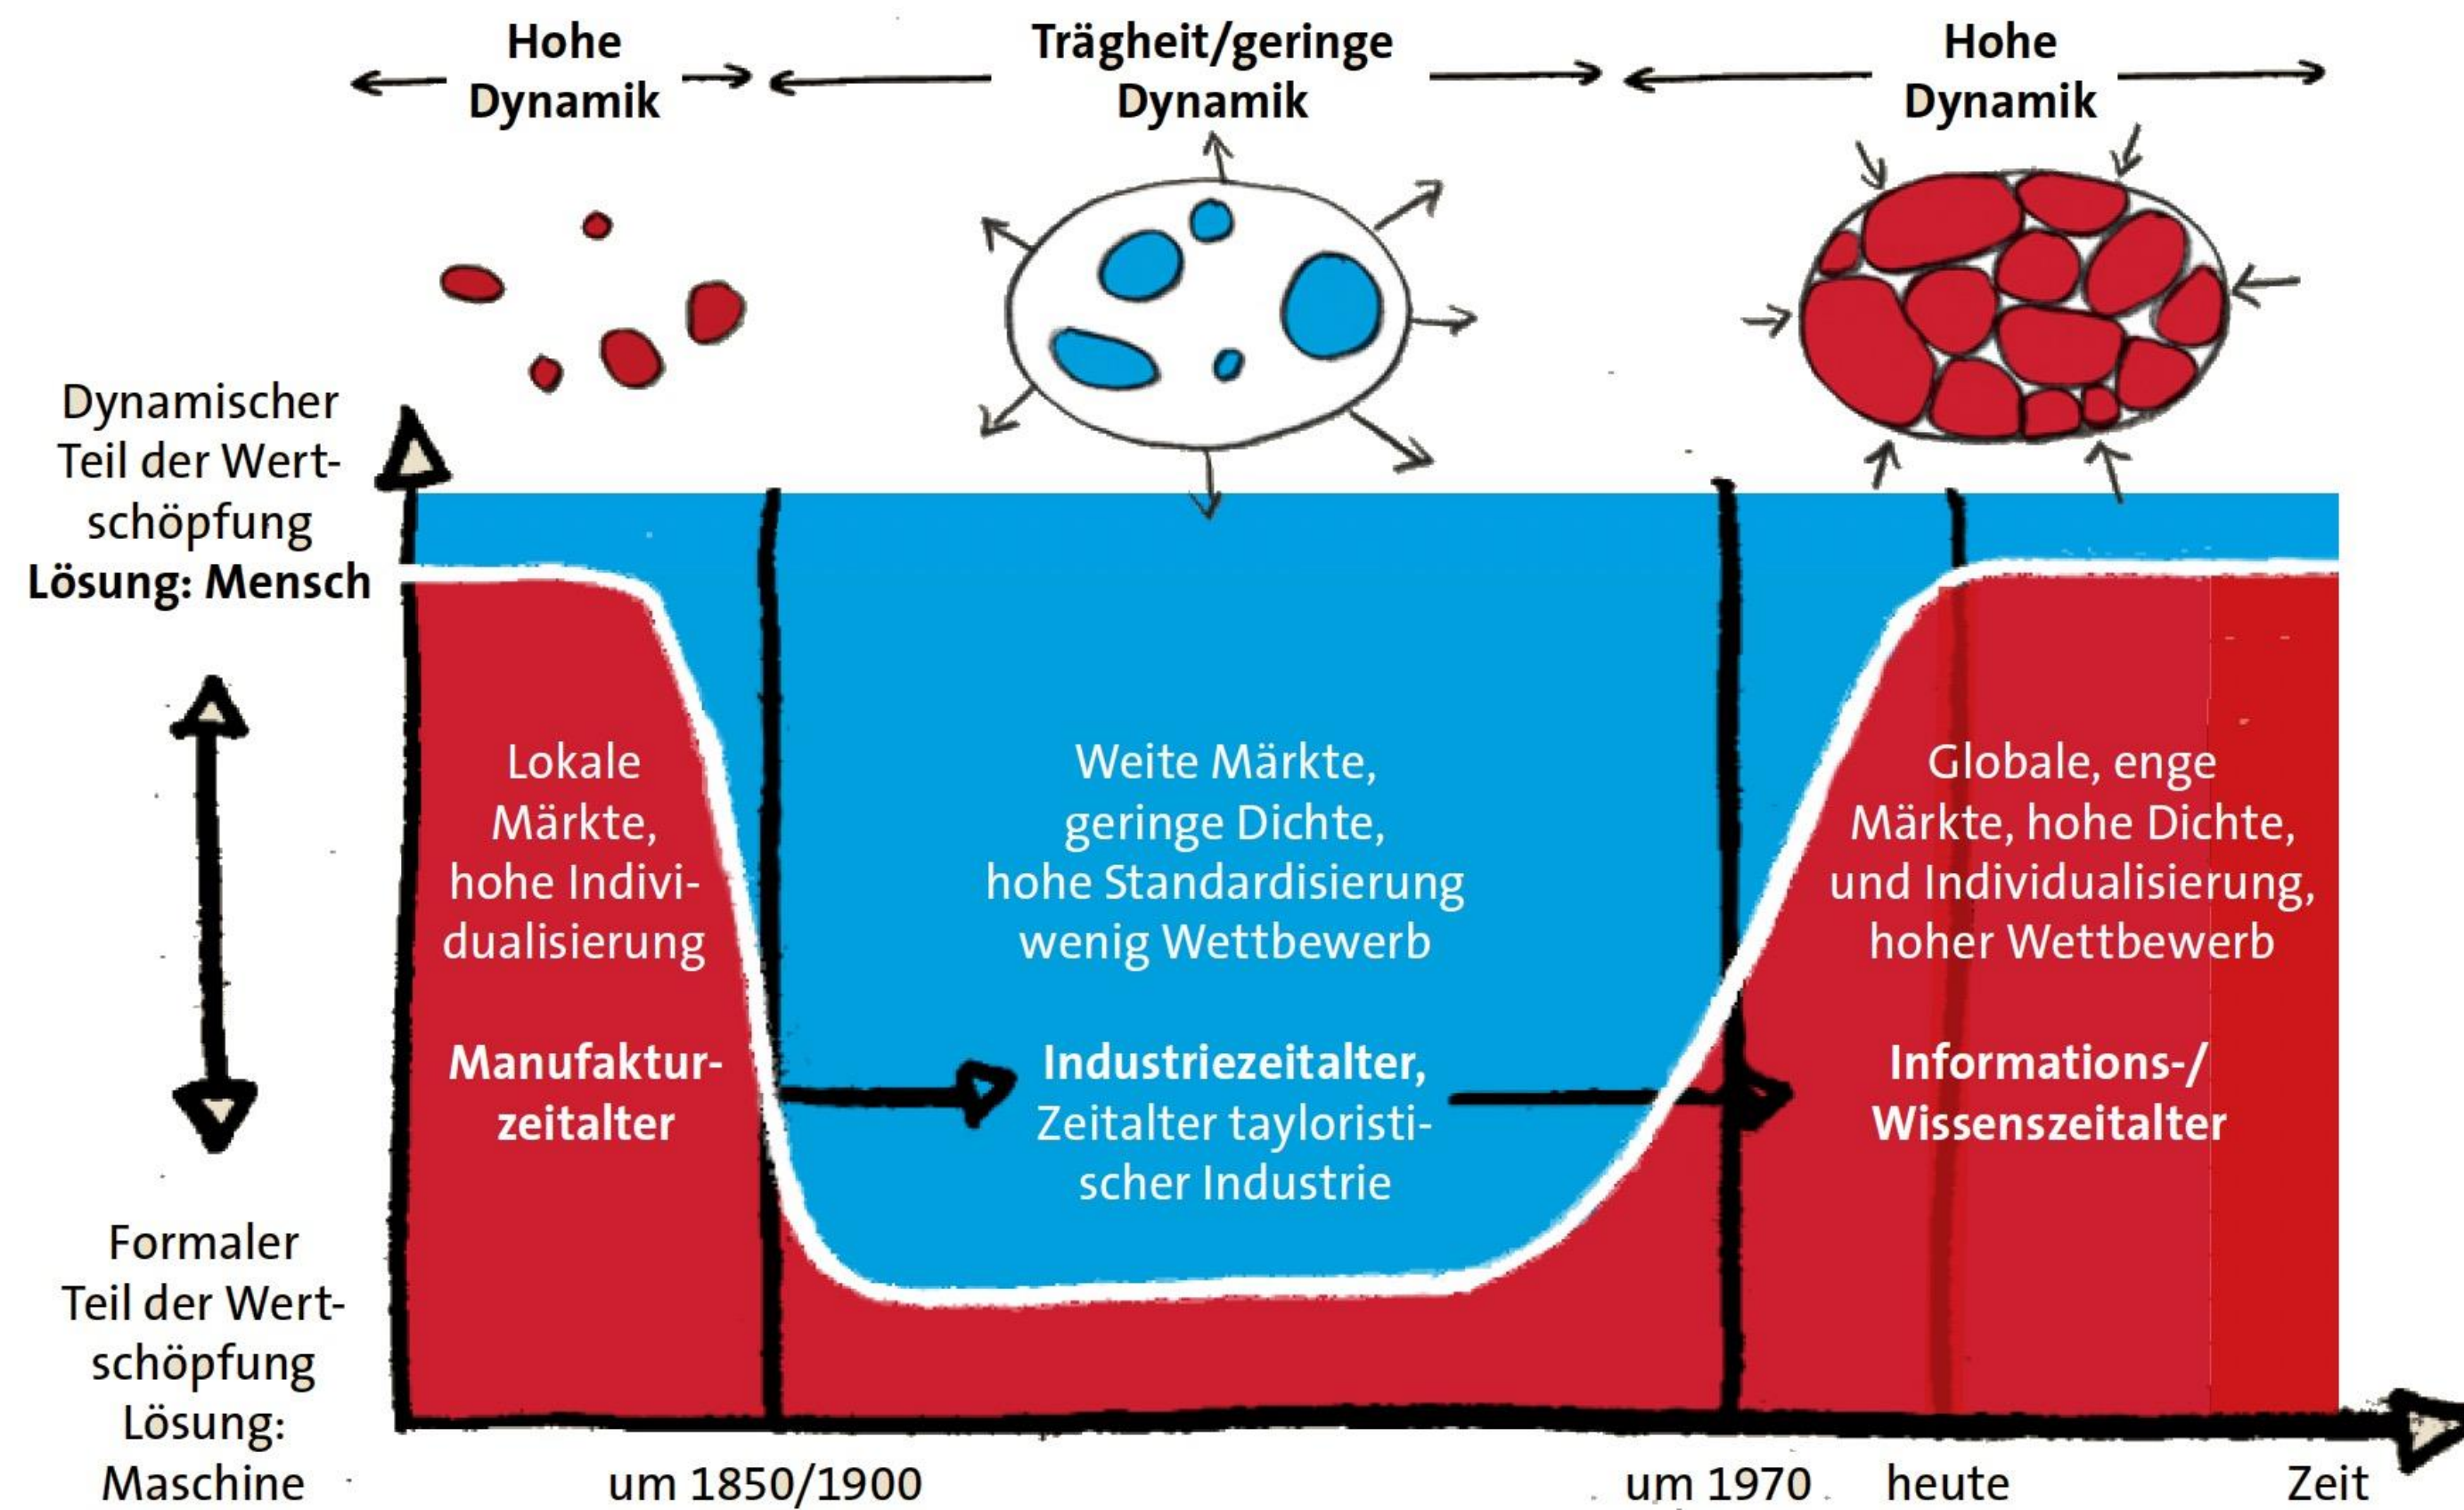 Hohe
Dynamik
Trägheit/geringe
Dynamik
Hohe
Dynamik
Dynamischer
Teil der Wert-
schöpfung
Lösung: Mensch
Formaler
Teil der Wert-
schöpfung
Lösung:
Maschine
Lokale
Märkte,
hohe Indivi-
dualisierung
Manufaktur-
zeitalter
Weite Märkte,
geringe Dichte,
hohe Standardisierung
wenig Wettbewerb
Industriezeitalter,
Zeitalter tayloristi-
scher Industrie
Globale, enge
Märkte, hohe Dichte,
und Individualisierung,
hoher Wettbewerb
Informations-/
Wissenszeitalter
um 1850/1900
um 1970
heute
Zeit